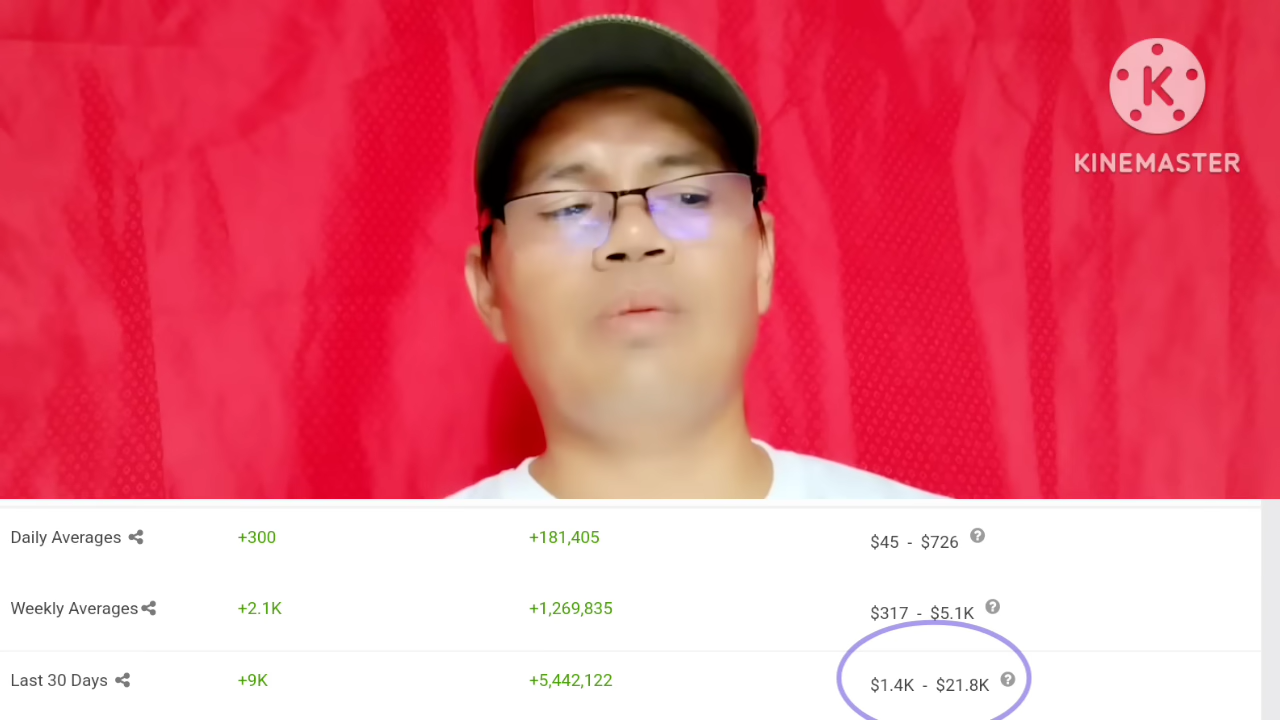 K
KINEMASTER
Daily Averages +300 +181,405 $45 - $726 ?
Weekly Averages +2.1K +1,269,835 $317 - $5.1K ?
Last 30 Days +9K +5,442,122 $1.4K - $21.8K ?